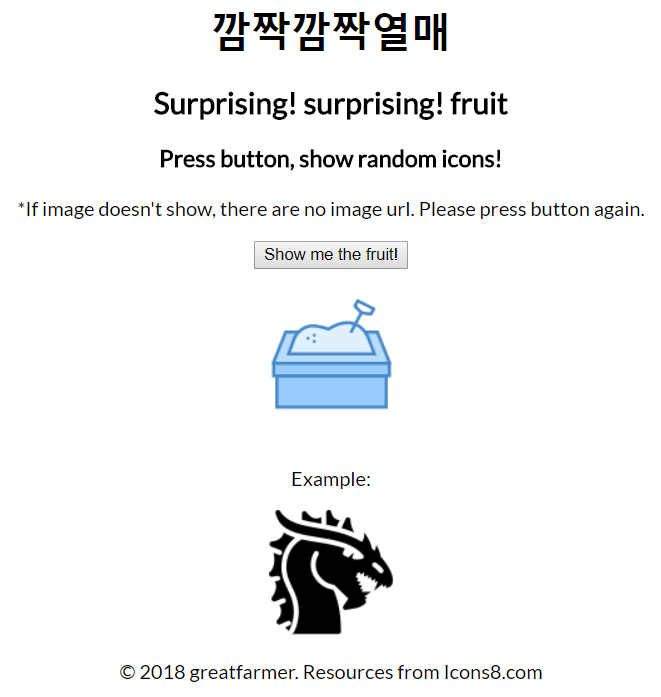 깜짝깜짝열매
Surprising! surprising! fruit
Press button, show random icons!
*If image doesn't show, there are no image url. Please press button again.
Show me the fruit!
Example:
© 2018 greatfarmer. Resources from Icons8.com